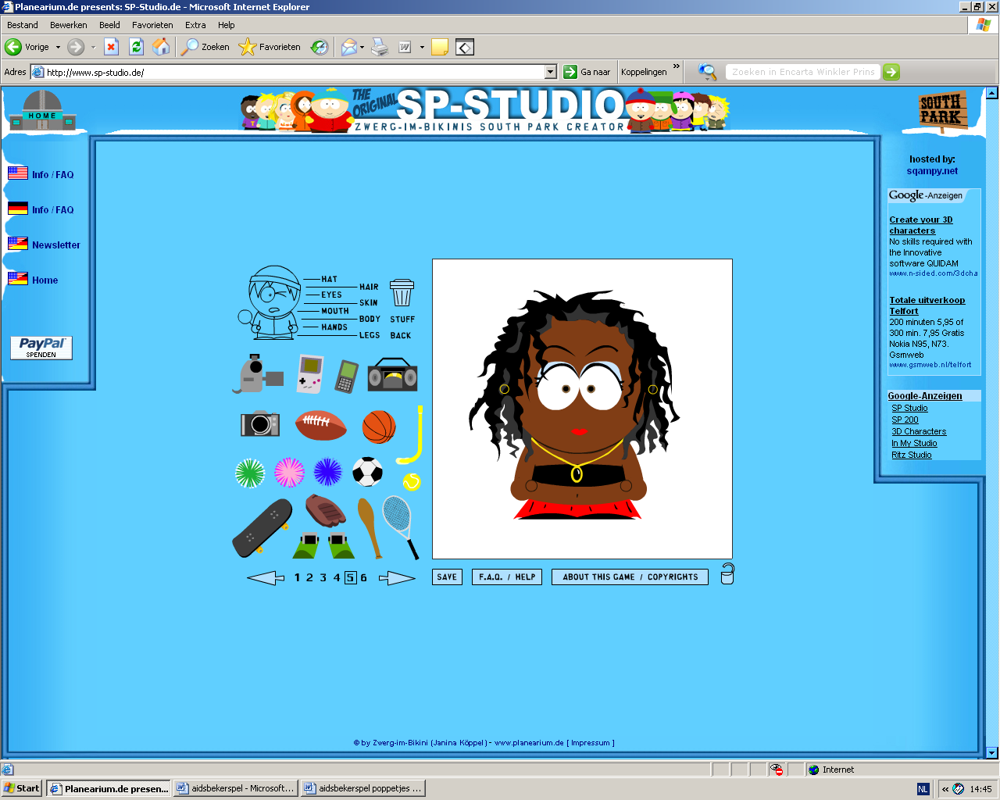 Planearium.de presents: SP-Studio.de - Microsoft Internet Explorer
Bestand Bewerken Beeld Favorieten Extra Help
Vorige Zoeken Favorieten
Adres http://www.sp-studio.de/ Ga naar Koppelingen » Zoeken in Encarta Winkler Prins
HOME
THE ORIGINAL SP-STUDIO
ZWERG-IM-BIKINIS SOUTH PARK CREATOR
SOUTH PARK
Info / FAQ
Info / FAQ
Newsletter
Home
PayPal
SPENDEN
HAT
HAIR
EYES
SKIN
MOUTH
BODY
HANDS
LEGS
STUFF
BACK
1 2 3 4 5 6
SAVE
F.A.Q. / HELP
ABOUT THIS GAME / COPYRIGHTS
hosted by:
sqampy.net
Google-Anzeigen
Create your 3D
characters
No skills required with
the Innovative
software QUIDAM
www.n-sided.com/3dcha
Totale uitverkoop
Telfort
200 minuten 5,95 of
300 min. 7,95 Gratis
Nokia N95, N73.
Gsmweb
www.gsmweb.nl/telfort
Google-Anzeigen
SP Studio
SP 200
3D Characters
In My Studio
Ritz Studio
© by Zwerg-im-Bikini (Janina Köppel) - www.planearium.de [ Impressum ]
Internet
Start Planearium.de presen... aidsbekerspel - Microsoft... aidsbekerspel poppetjes ... NL « 14:45